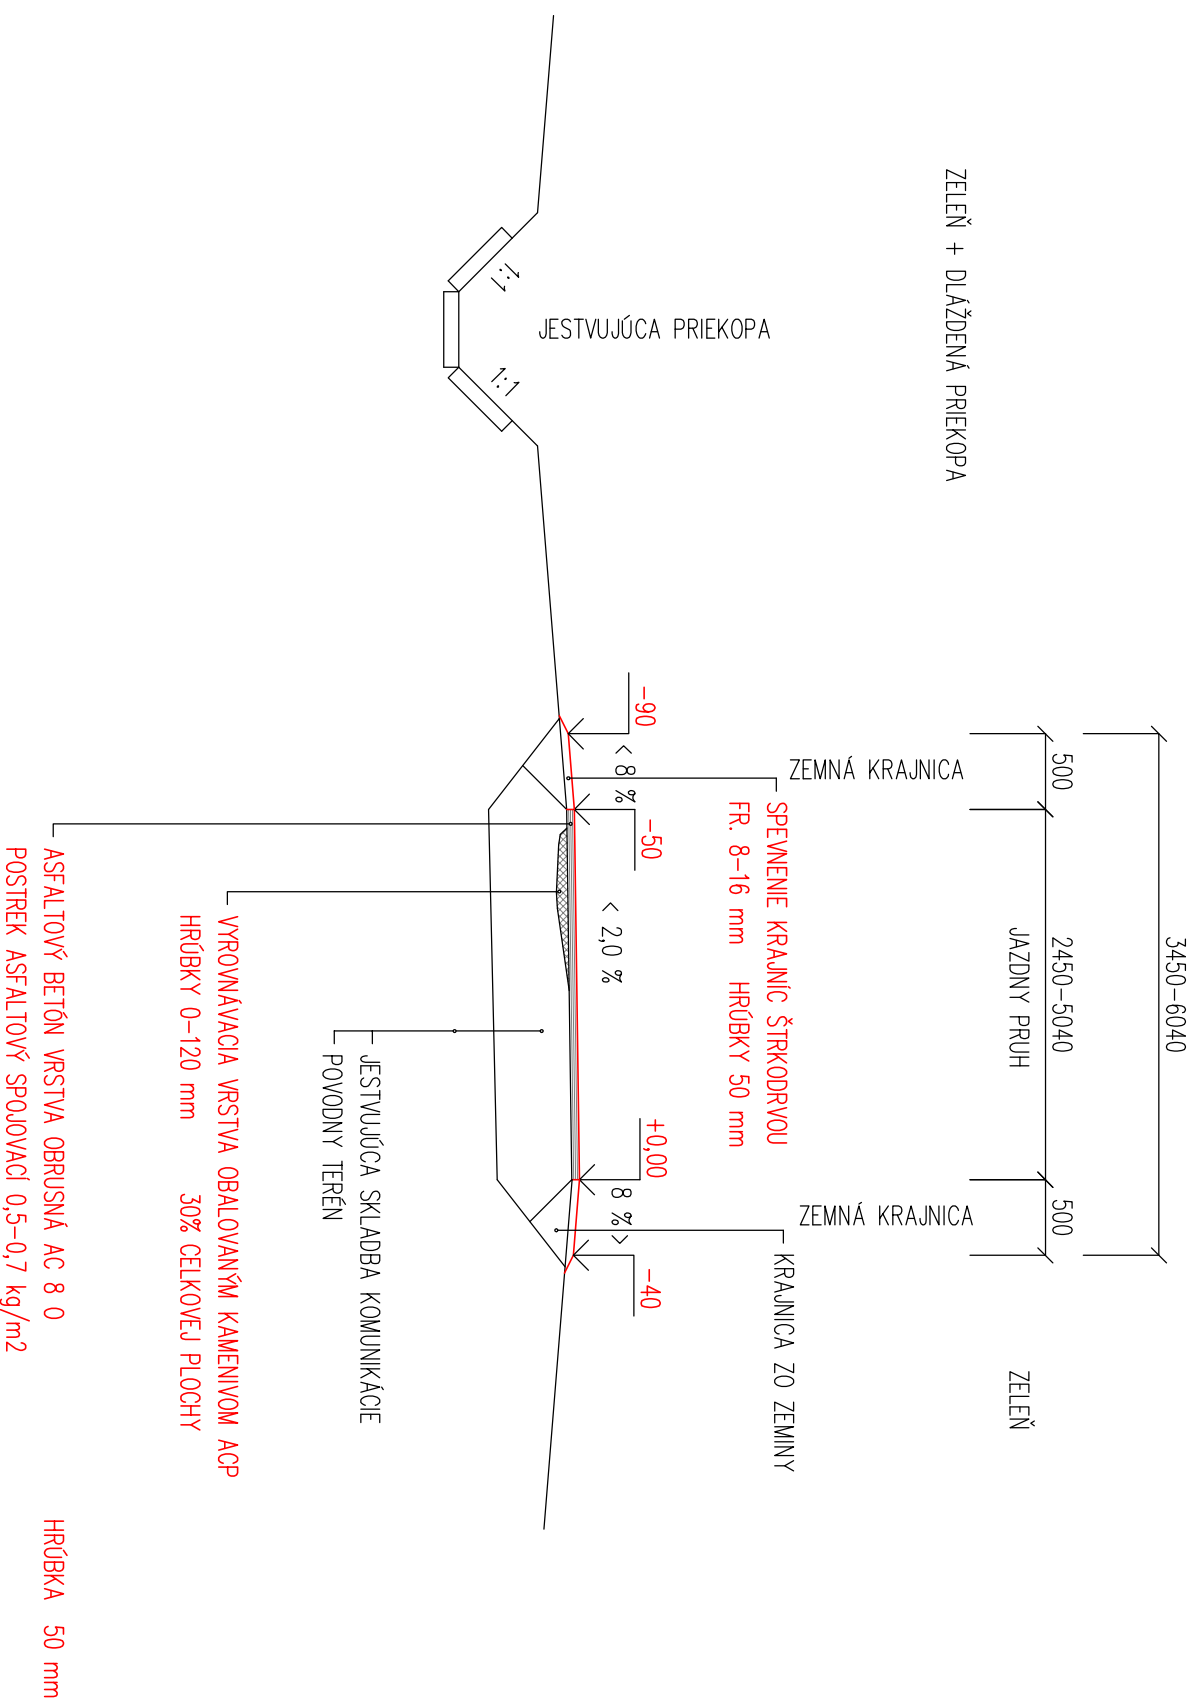 3450-6040
500
2450-5040
500
ZELEŇ + DLÁŽDENÁ PRIEKOPA
JAZDNY PRUH
ZELEŇ
ZEMNÁ KRAJNICA
ZEMNÁ KRAJNICA
SPEVNENIE KRAJNÍC ŠTRKODRVOU
FR. 8-16 mm HRÚBKY 50 mm
KRAJNICA ZO ZEMINY
JESTVUJÚCA PRIEKOPA
1:1
1:1
-90
-50
+0,00
-40
< 8 %
< 2,0 %
8 % >
JESTVUJÚCA SKLADBA KOMUNIKÁCIE
POVODNY TERÉN
VYROVNÁVACIA VRSTVA OBALOVANÝM KAMENIVOM ACP
HRÚBKY 0-120 mm 30% CELKOVEJ PLOCHY
ASFALTOVÝ BETÓN VRSTVA OBRUSNÁ AC 8 O HRÚBKA 50 mm
POSTREK ASFALTOVÝ SPOJOVACÍ 0,5-0,7 kg/m2